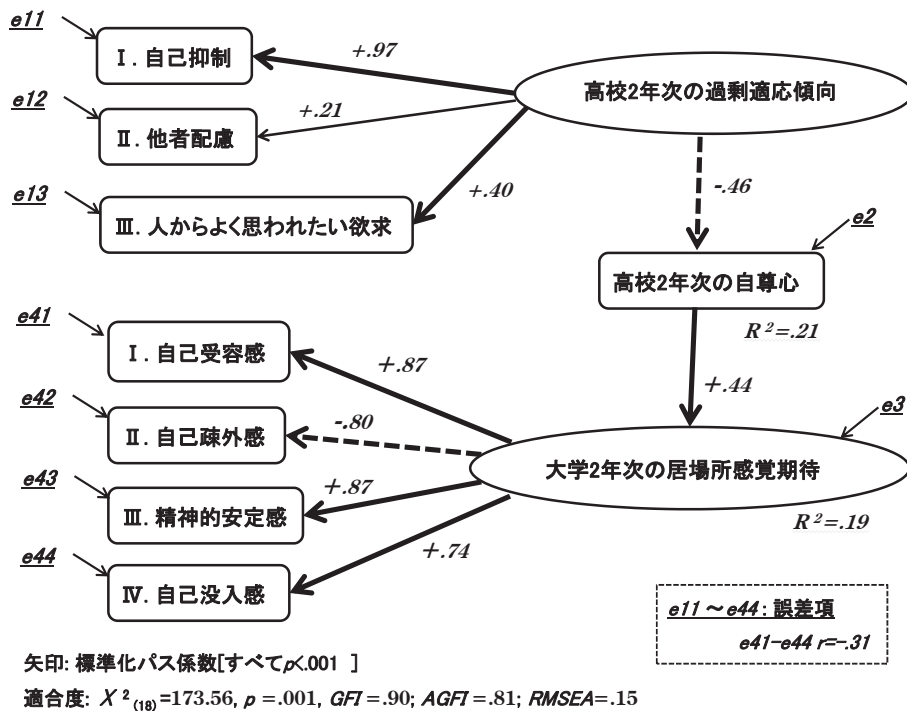 e11
Ⅰ. 自己抑制
+.97
高校2年次の過剰適応傾向
e12
Ⅱ. 他者配慮
+.21
e13
Ⅲ. 人からよく思われたい欲求
+.40
-.46
e2
高校2年次の自尊心
R²=.21
e41
Ⅰ. 自己受容感
+.87
+.44
e42
Ⅱ. 自己疎外感
-.80
e3
大学2年次の居場所感覚期待
e43
Ⅲ. 精神的安定感
+.87
R²=.19
e44
Ⅳ. 自己没入感
+.74
e11～e44: 誤差項
e41-e44 r=-.31
矢印: 標準化パス係数[すべてp<.001 ]
適合度: X²(18)=173.56, p =.001, GFI =.90; AGFI =.81; RMSEA=.15